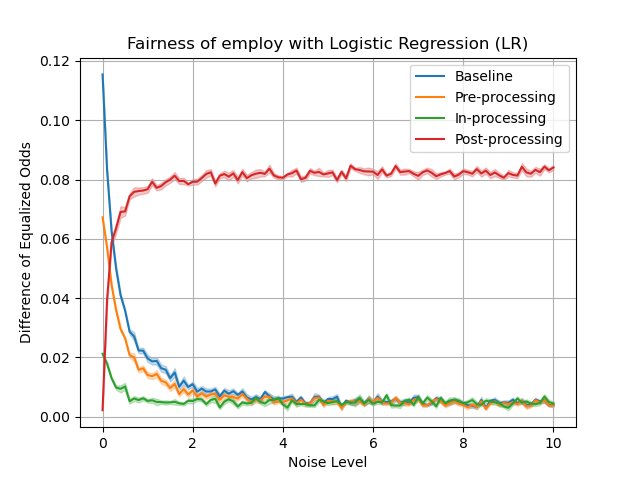 Fairness of employ with Logistic Regression (LR)
0.12
0.10
0.08
0.06
0.04
0.02
0.00
Difference of Equalized Odds
Baseline
Pre-processing
In-processing
Post-processing
0 2 4 6 8 10
Noise Level